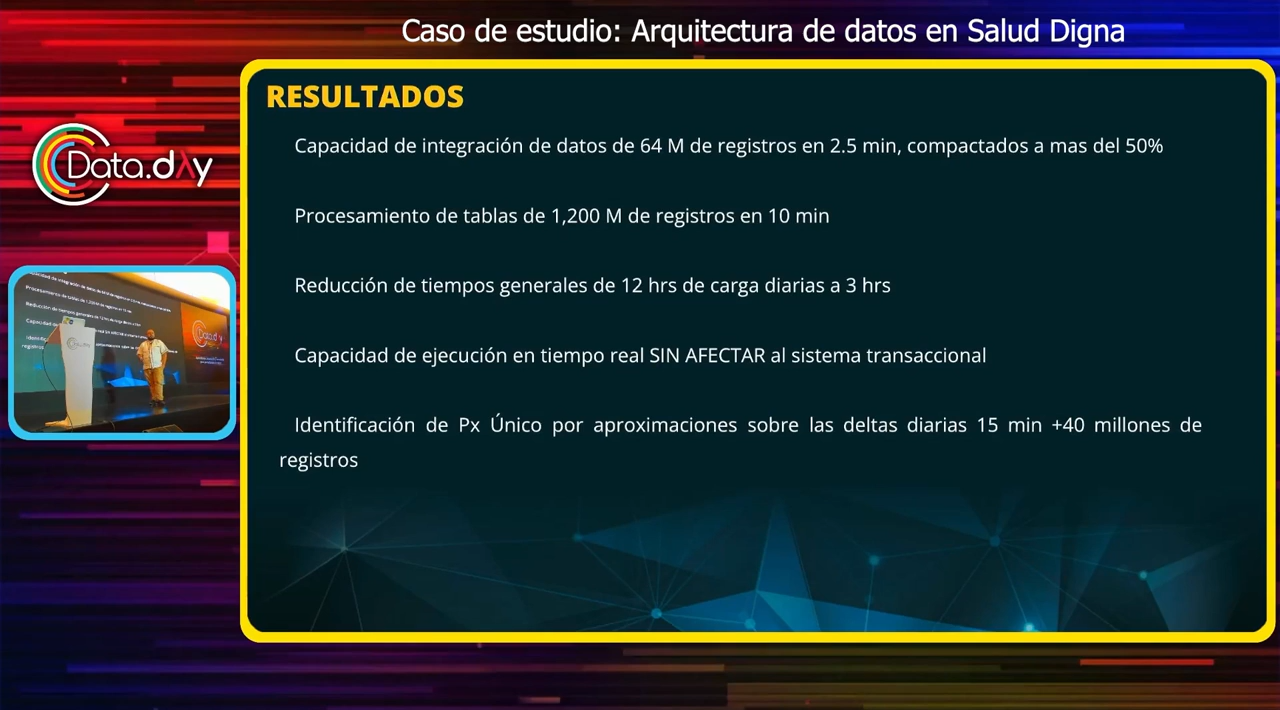 Caso de estudio: Arquitectura de datos en Salud Digna
RESULTADOS
Capacidad de integración de datos de 64 M de registros en 2.5 min, compactados a mas del 50%
Data.dAy
Procesamiento de tablas de 1,200 M de registros en 10 min
Reducción de tiempos generales de 12 hrs de carga diarias a 3 hrs
Capacidad de ejecución en tiempo real SIN AFECTAR al sistema transaccional
Identificación de Px Único por aproximaciones sobre las deltas diarias 15 min +40 millones de
registros